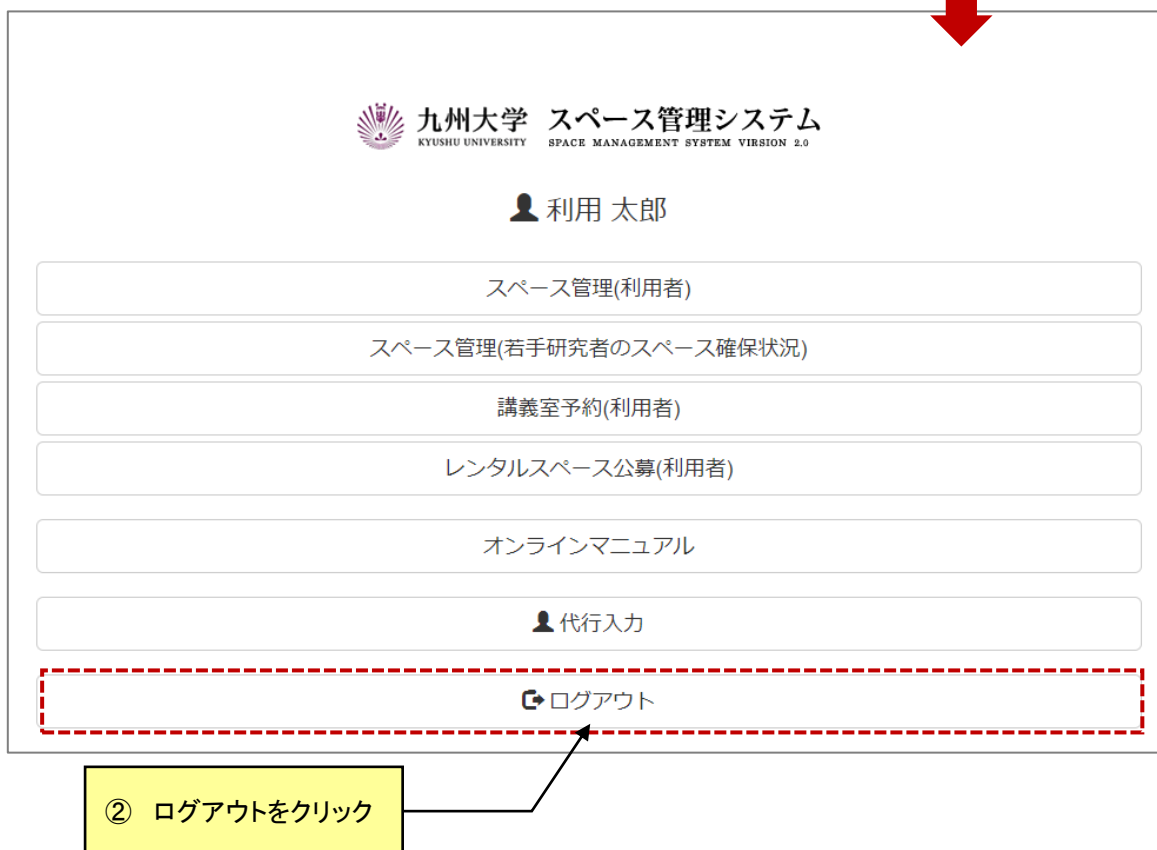 九州大学 スペース管理システム
KYUSHU UNIVERSITY SPACE MANAGEMENT SYSTEM VIRSION 2.0
利用 太郎
スペース管理(利用者)
スペース管理(若手研究者のスペース確保状況)
講義室予約(利用者)
レンタルスペース公募(利用者)
オンラインマニュアル
代行入力
ログアウト
② ログアウトをクリック